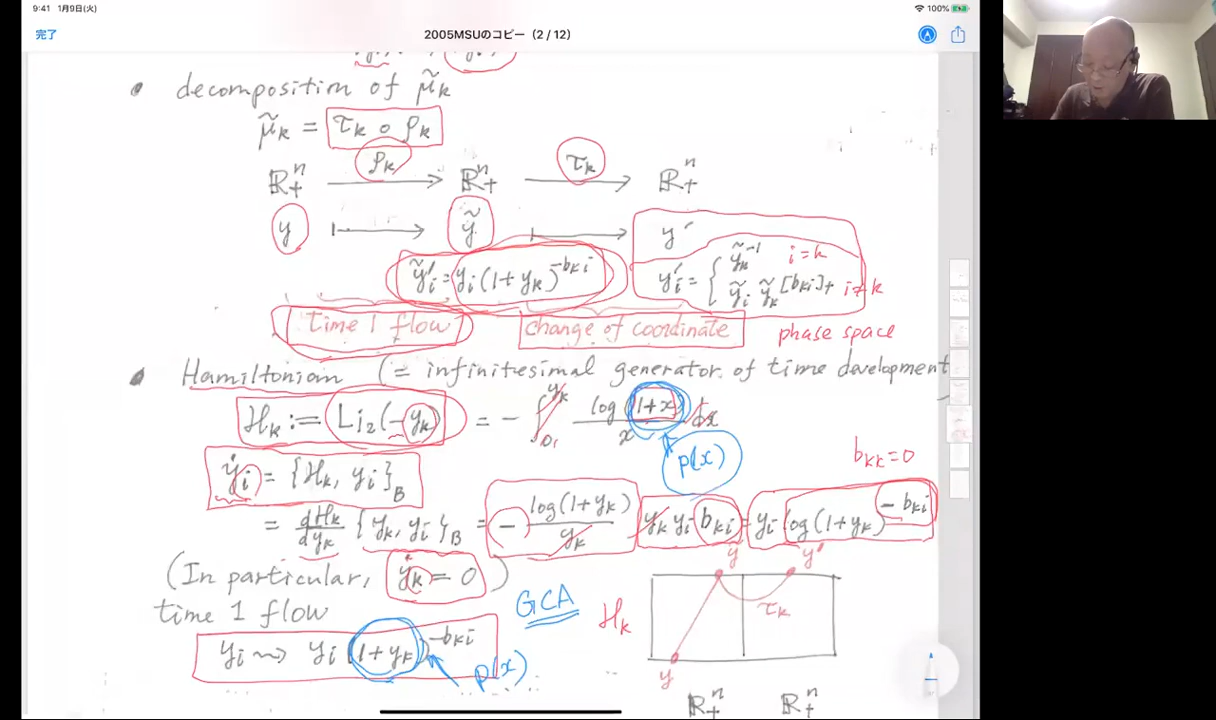 9:41 1月9日(火)
100%
完了
2005MSUのコピー(2 / 12)
• decomposition of μ̃k
μ̃k = τk ∘ ρk
ρk τk
ℝ+ⁿ ⟶ ℝ+ⁿ ⟶ ℝ+ⁿ
y ⟼ ỹ ⟼ y′
ỹ′i = yi(1+yk)^{-bki}
y′i = { ỹk^{-1} i=k
ỹi ỹk^{[bki]+} i≠k
time 1 flow change of coordinate phase space
• Hamiltonian (= infinitesimal generator of time development
Hk := Li2(-yk) = -∫_{0}^{yk} log(1+x)/x dx
p(x)
bkk=0
ẏi = {Hk, yi}B
= dHk/dyk {yk, yi}B = - log(1+yk)/yk yk yi bki = yi log(1+yk)^{-bki}
(In particular, ẏk = 0)
time 1 flow
GCA
yi ⇝ yi (1+yk)^{-bki}
p(x)
Hk
y y′
τk
y
ℝ+ⁿ ℝ+ⁿ